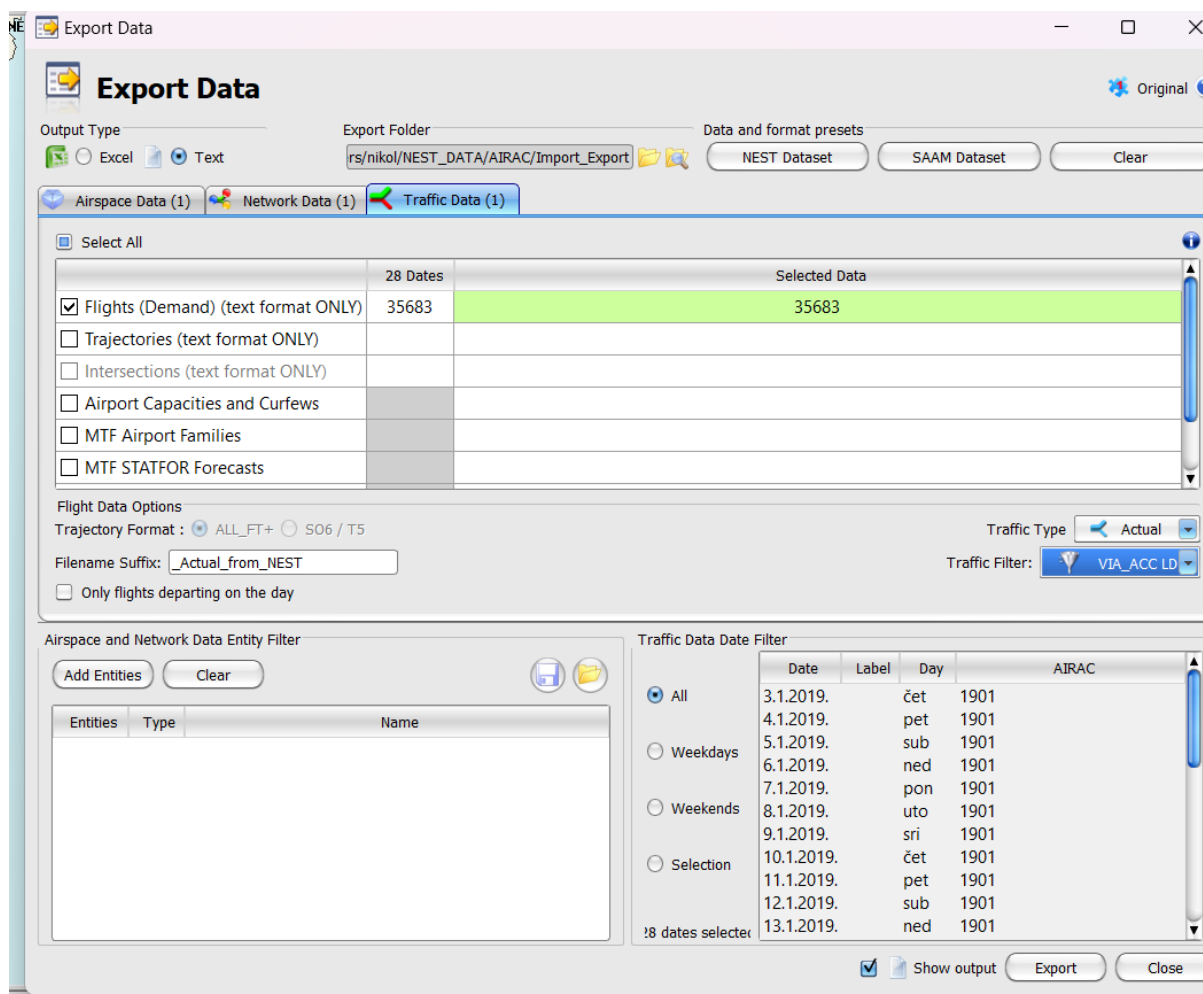 Export Data
Export Data
Original
Output Type
Export Folder
Data and format presets
Excel
Text
rs/nikol/NEST_DATA/AIRAC/Import_Export
NEST Dataset
SAAM Dataset
Clear
Airspace Data (1)
Network Data (1)
Traffic Data (1)
Select All
28 Dates
Selected Data
Flights (Demand) (text format ONLY)
35683
35683
Trajectories (text format ONLY)
Intersections (text format ONLY)
Airport Capacities and Curfews
MTF Airport Families
MTF STATFOR Forecasts
Flight Data Options
Trajectory Format : ALL_FT+ SO6 / T5
Traffic Type Actual
Filename Suffix: _Actual_from_NEST
Traffic Filter: VIA_ACC LD
Only flights departing on the day
Airspace and Network Data Entity Filter
Add Entities
Clear
Entities Type Name
Traffic Data Date Filter
All
Weekdays
Weekends
Selection
28 dates selected
Date Label Day AIRAC
3.1.2019. čet 1901
4.1.2019. pet 1901
5.1.2019. sub 1901
6.1.2019. ned 1901
7.1.2019. pon 1901
8.1.2019. uto 1901
9.1.2019. sri 1901
10.1.2019. čet 1901
11.1.2019. pet 1901
12.1.2019. sub 1901
13.1.2019. ned 1901
Show output
Export
Close